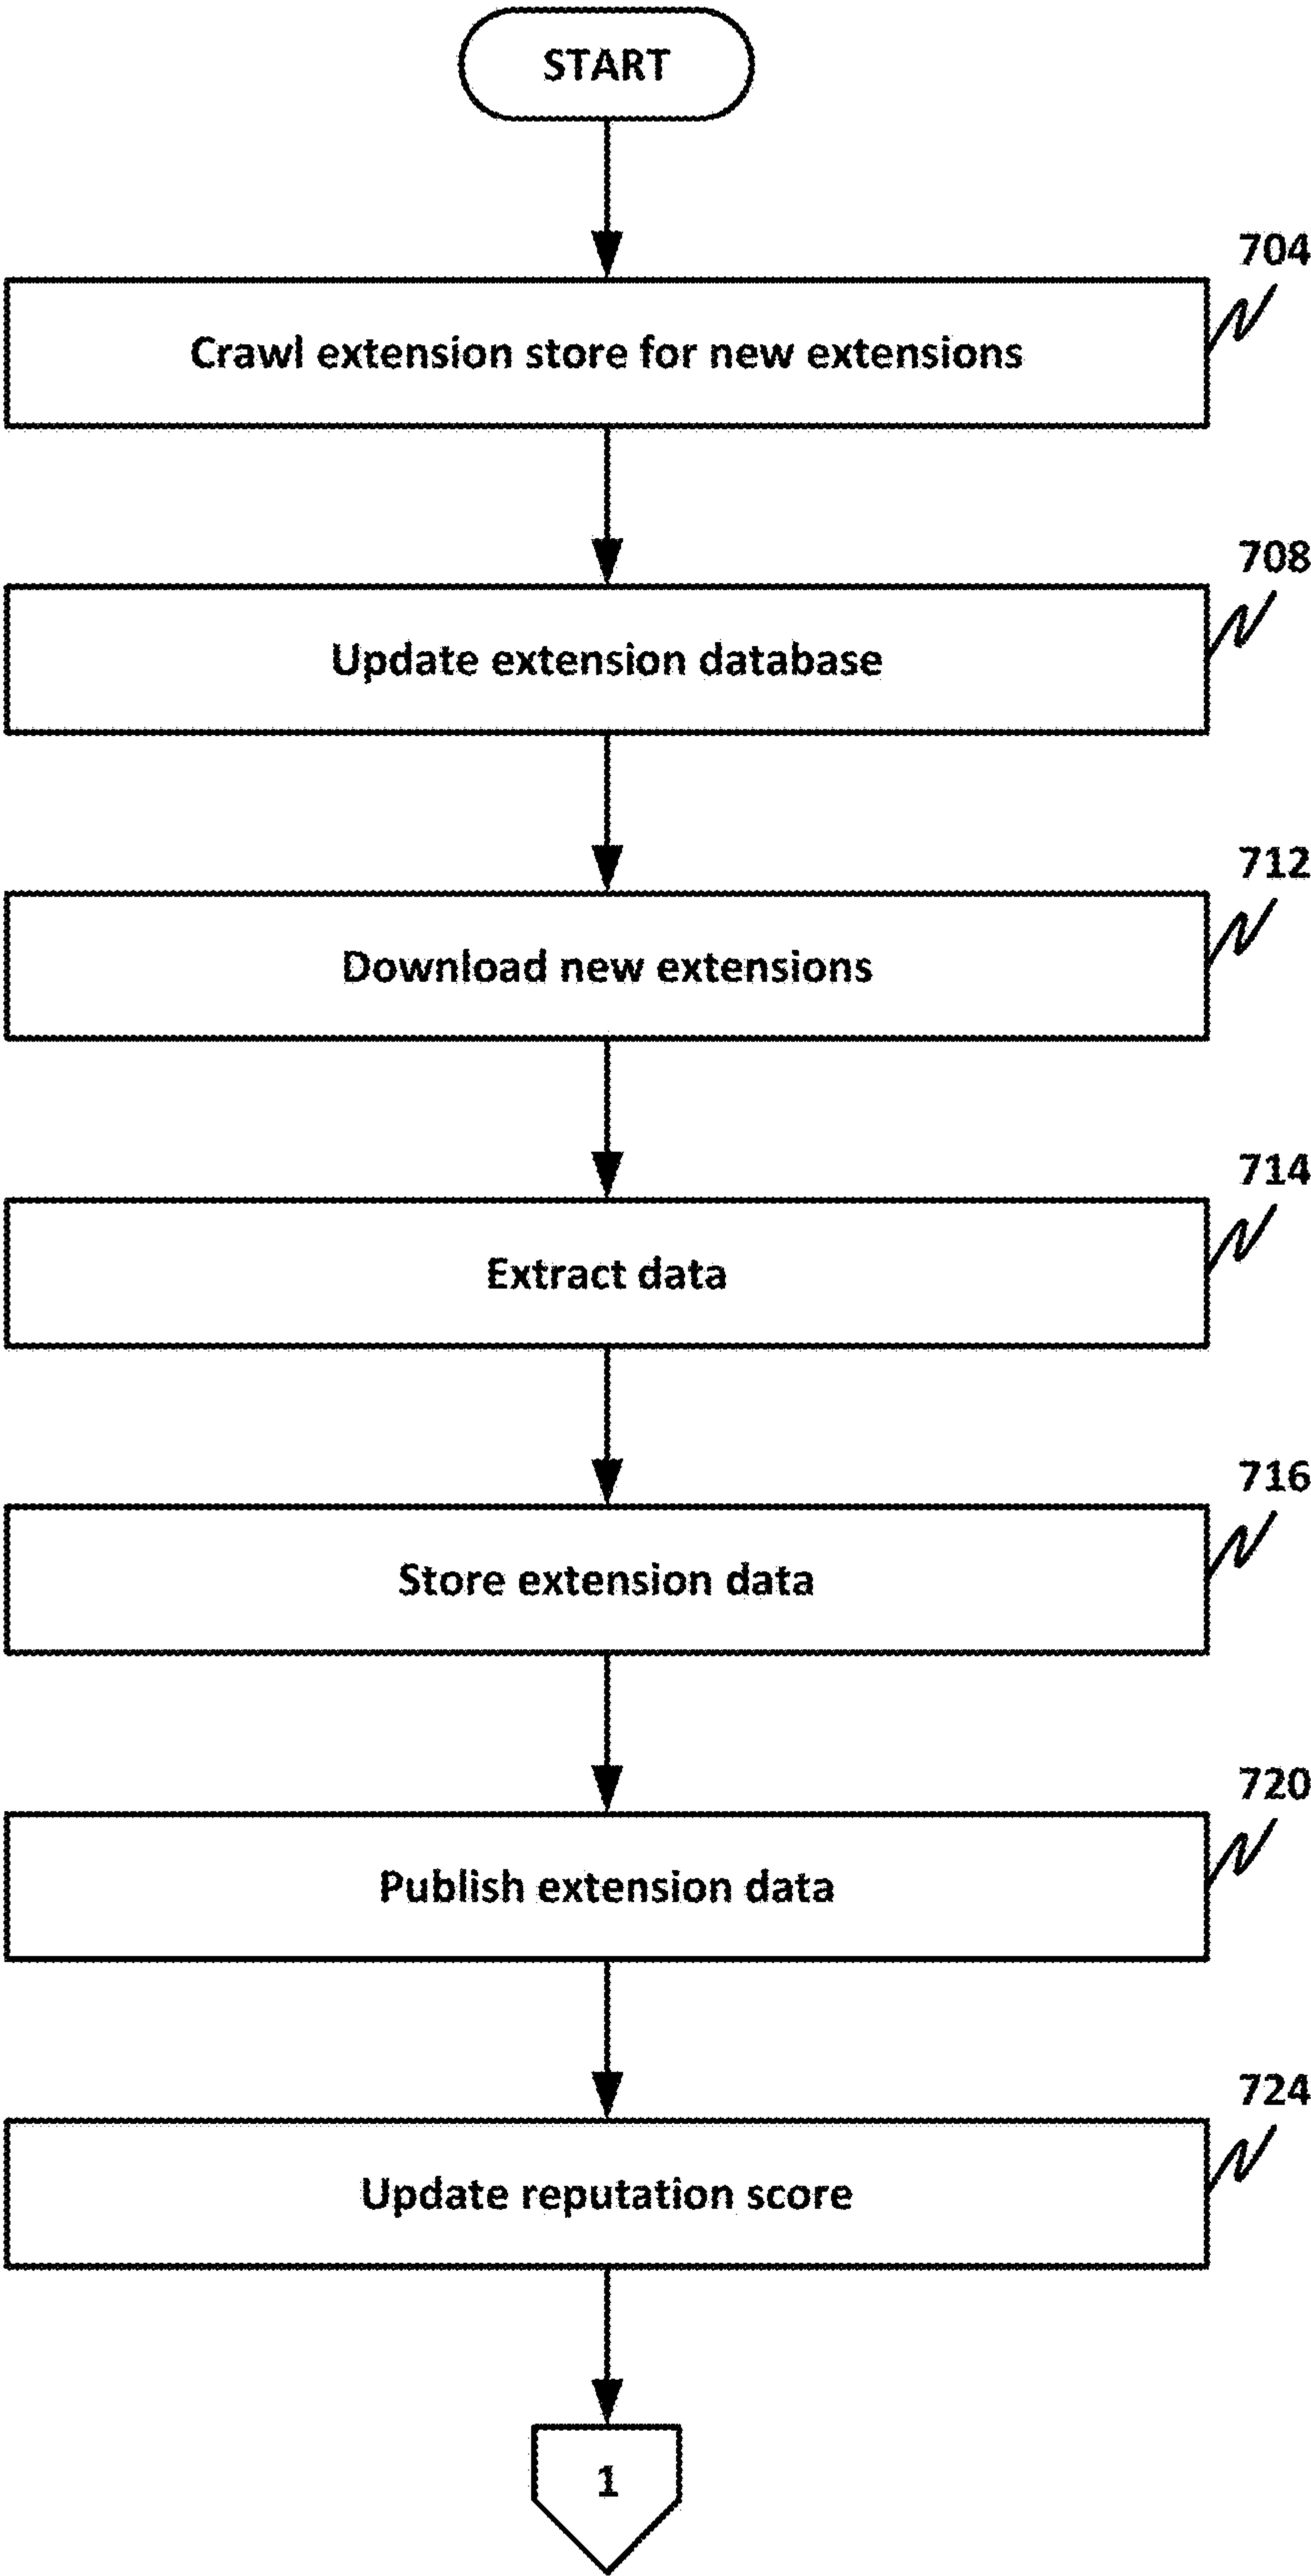 START
704
Crawl extension store for new extensions
708
Update extension database
712
Download new extensions
714
Extract data
716
Store extension data
720
Publish extension data
724
Update reputation score
1